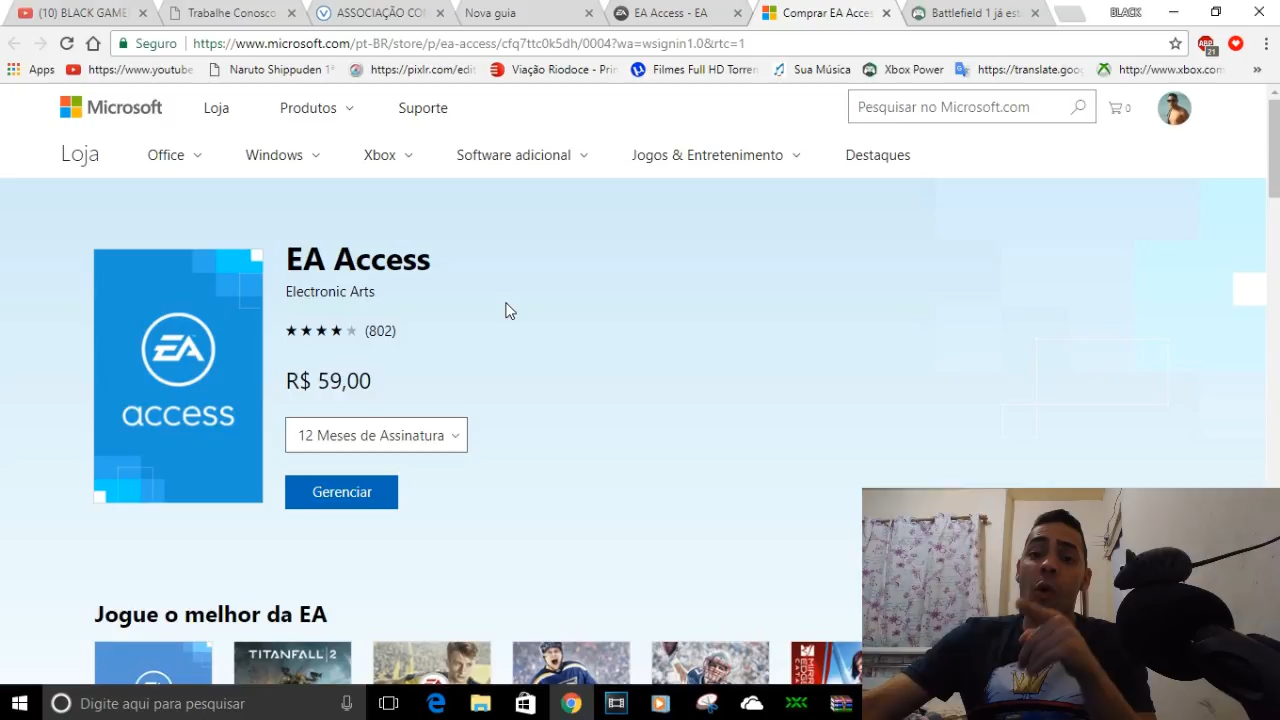 (10) BLACK GAME
Trabalhe Conosco
ASSOCIAÇÃO CO
Nova guia
EA Access - EA
Comprar EA Acce
Battlefield 1 já est
BLACK
Seguro
https://www.microsoft.com/pt-BR/store/p/ea-access/cfq7ttc0k5dh/0004?wa=wsignin1.0&rtc=1
ABP
21
Apps
https://www.youtube
Naruto Shippuden 1ª
https://pixlr.com/edit
Viação Riodoce - Prin
Filmes Full HD Torren
Sua Música
Xbox Power
https://translate.goog
http://www.xbox.com
Microsoft
Loja
Produtos
Suporte
Pesquisar no Microsoft.com
0
Loja
Office
Windows
Xbox
Software adicional
Jogos & Entretenimento
Destaques
EA
access
EA Access
Electronic Arts
(802)
R$ 59,00
12 Meses de Assinatura
Gerenciar
Jogue o melhor da EA
TITANFALL 2
Digite aqui para pesquisar